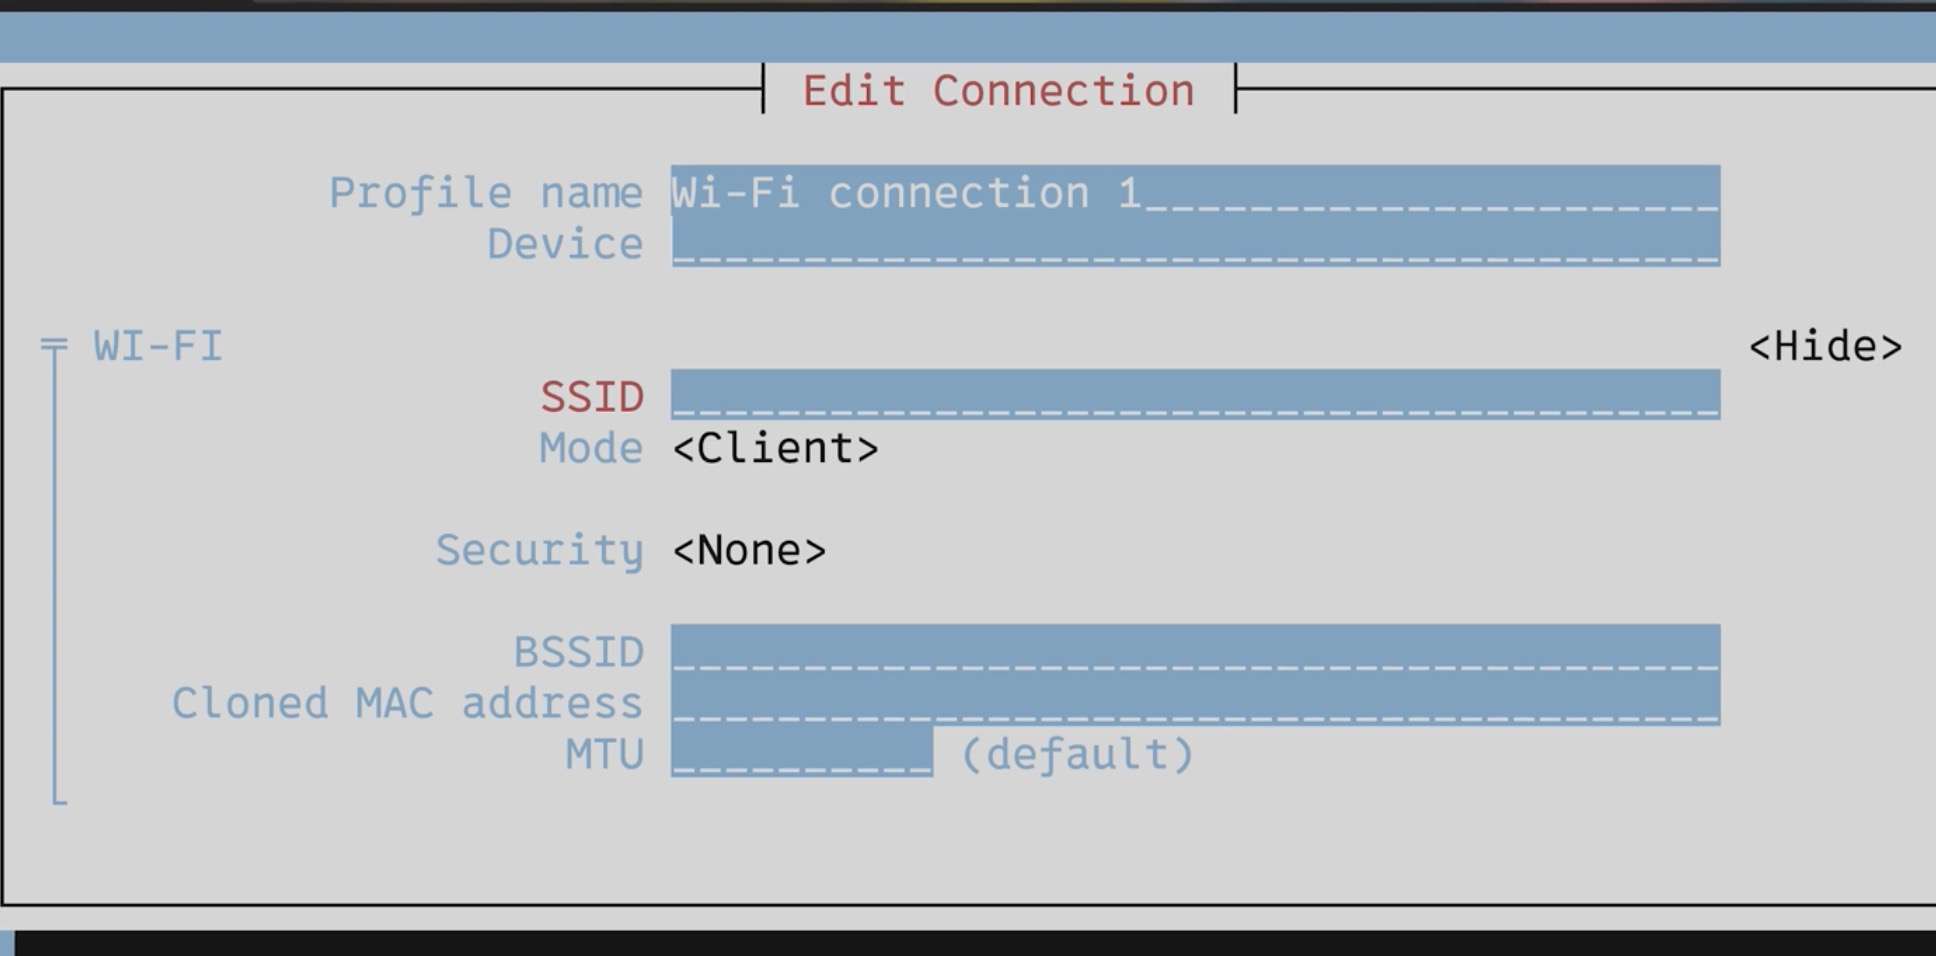 Edit Connection
Profile name Wi-Fi connection 1
Device
WI-FI <Hide>
SSID
Mode <Client>
Security <None>
BSSID
Cloned MAC address
MTU (default)